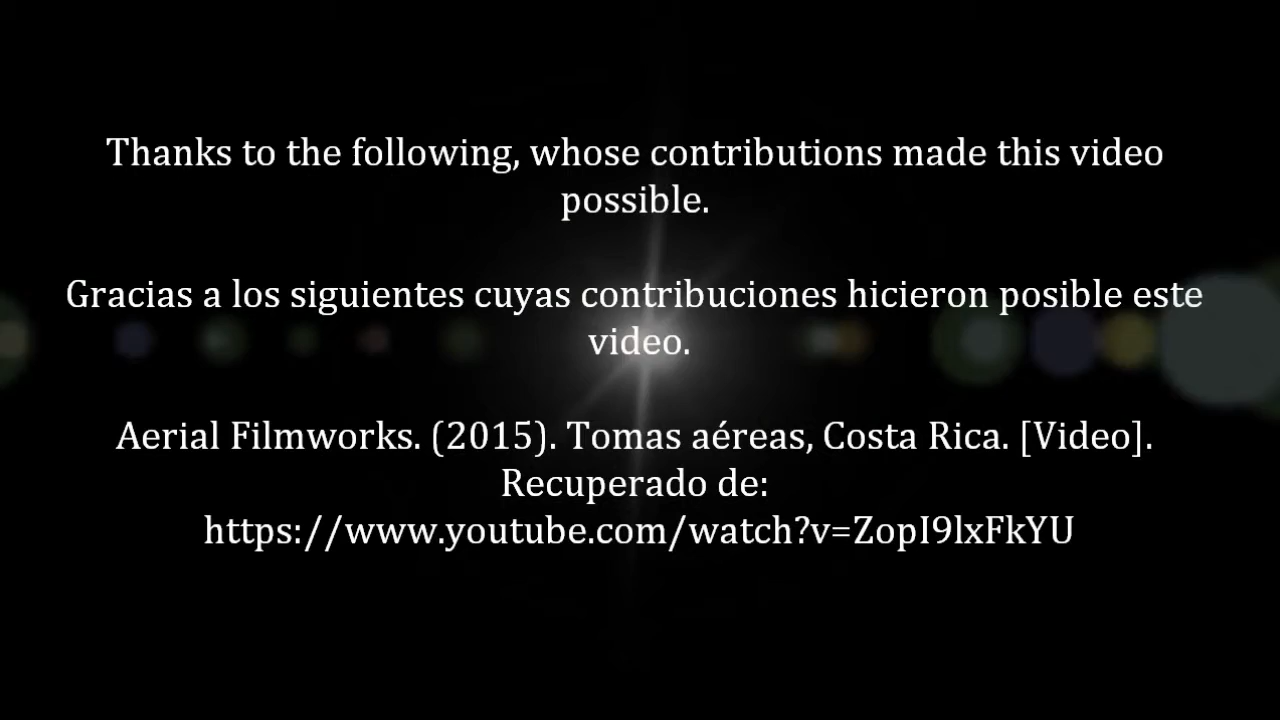 Thanks to the following, whose contributions made this video
possible.
Gracias a los siguientes cuyas contribuciones hicieron posible este
video.
Aerial Filmworks. (2015). Tomas aéreas, Costa Rica. [Video].
Recuperado de:
https://www.youtube.com/watch?v=ZopI9lxFkYU